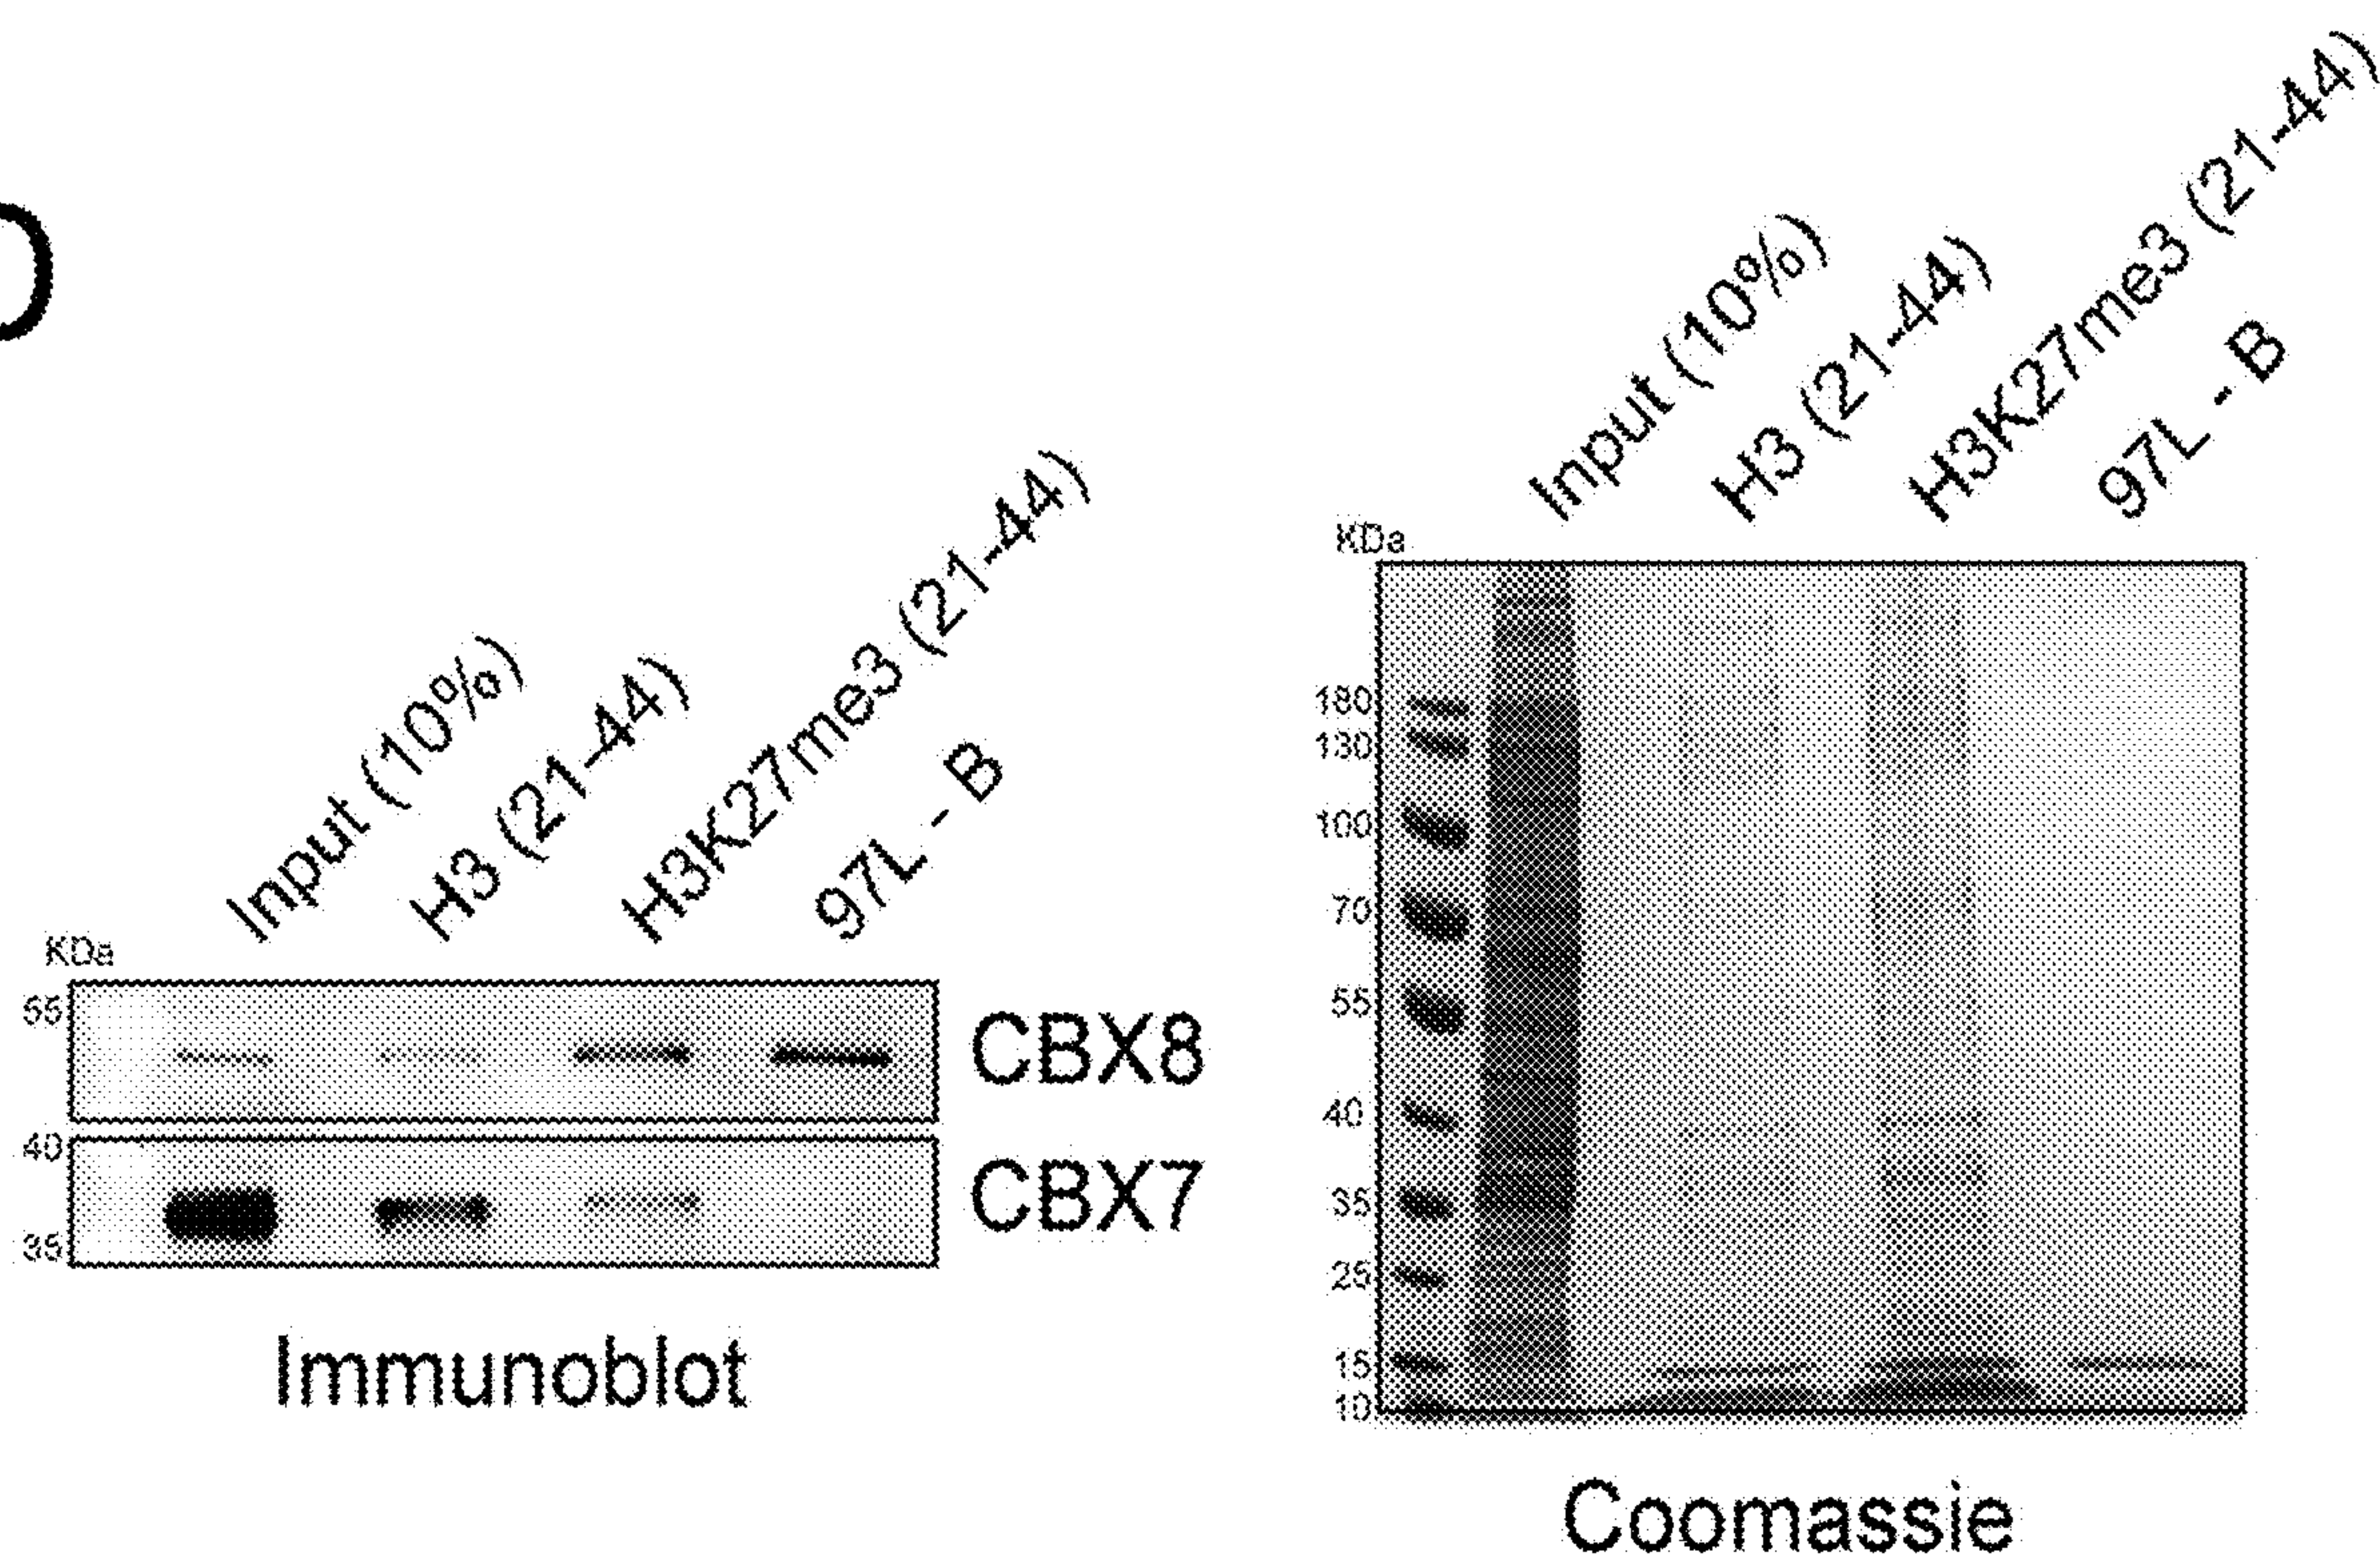 Input (10%)
H3 (21-44)
H3K27me3 (21-44)
97L - B
KDa
55
CBX8
40
CBX7
35
Immunoblot
Input (10%)
H3 (21-44)
H3K27me3 (21-44)
97L - B
KDa
180
130
100
70
55
40
35
25
15
10
Coomassie